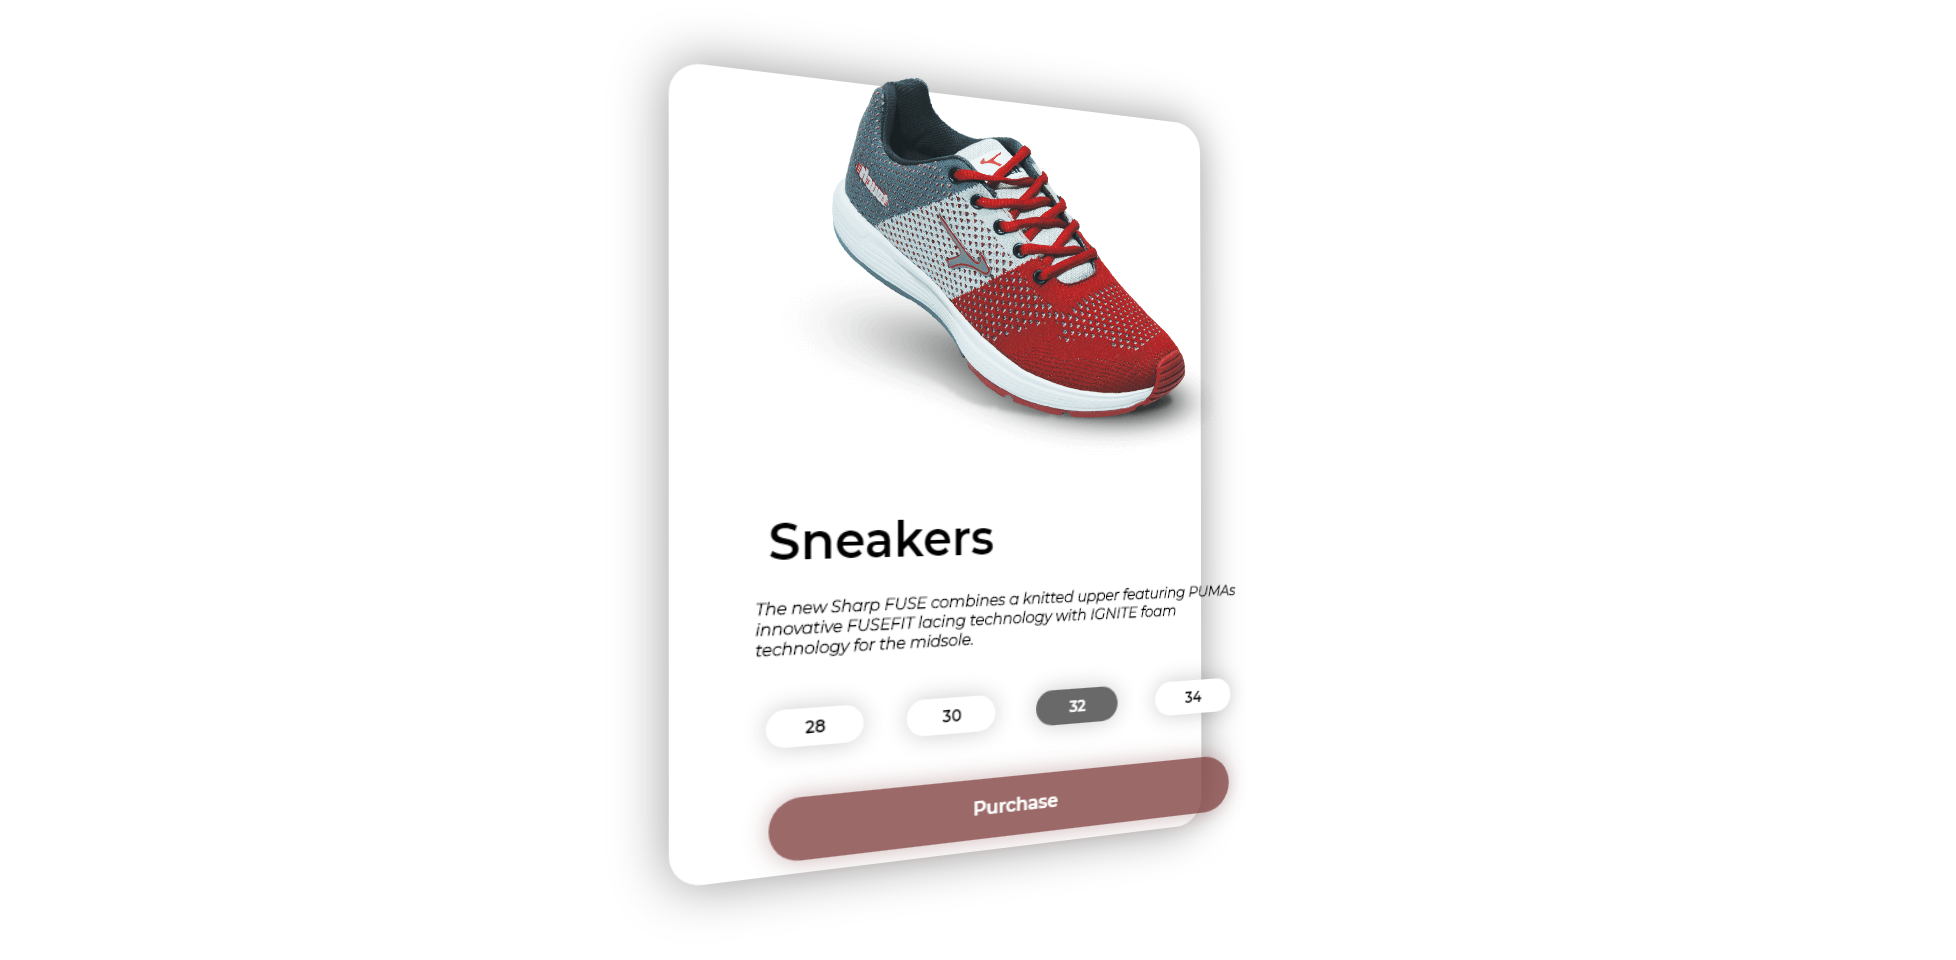 Sneakers
The new Sharp FUSE combines a knitted upper featuring PUMAs
innovative FUSEFIT lacing technology with IGNITE foam
technology for the midsole.
28 30 32 34
Purchase